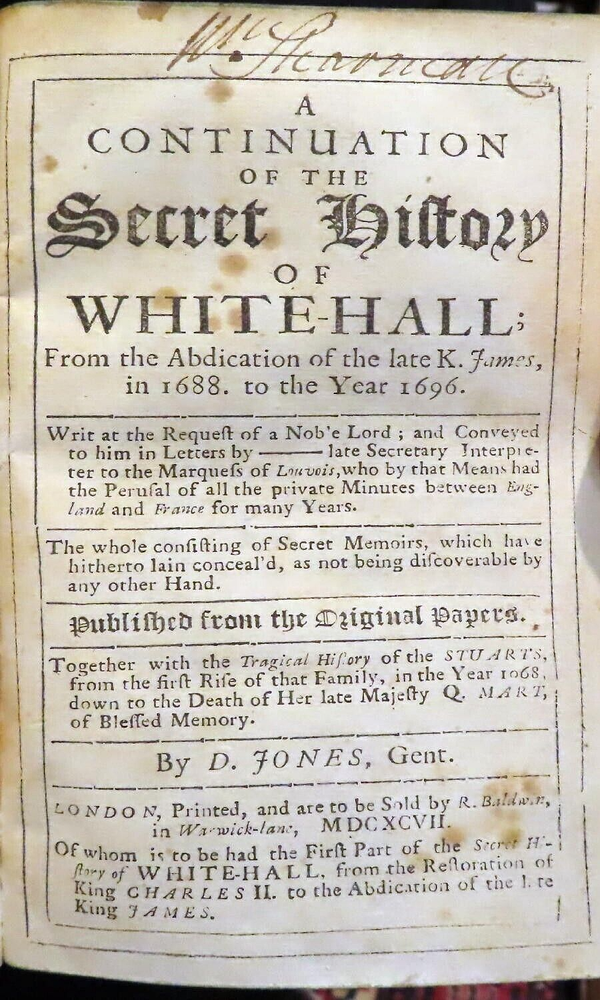 Wm Shearman
A
CONTINUATION
OF THE
Secret Hiſtory
OF
WHITE-HALL;
From the Abdication of the late K. James,
in 1688. to the Year 1696.
Writ at the Requeſt of a Nob'e Lord; and Conveyed
to him in Letters by ——— late Secretary Interpre-
ter to the Marqueſs of Louvois, who by that Means had
the Peruſal of all the private Minutes between Eng-
land and France for many Years.
The whole conſiſting of Secret Memoirs, which have
hitherto lain conceal'd, as not being diſcoverable by
any other Hand.
Publiſhed from the Original Papers.
Together with the Tragical Hiſtory of the STUARTS,
from the firſt Riſe of that Family, in the Year 1068,
down to the Death of Her late Majeſty Q. MARY,
of Bleſſed Memory.
By D. JONES, Gent.
LONDON, Printed, and are to be Sold by R. Baldwin,
in Warwick-lane, MDCXCVII.
Of whom is to be had the Firſt Part of the Secret Hi-
ſtory of WHITE-HALL, from the Reſtoration of
King CHARLES II. to the Abdication of the late
King JAMES.